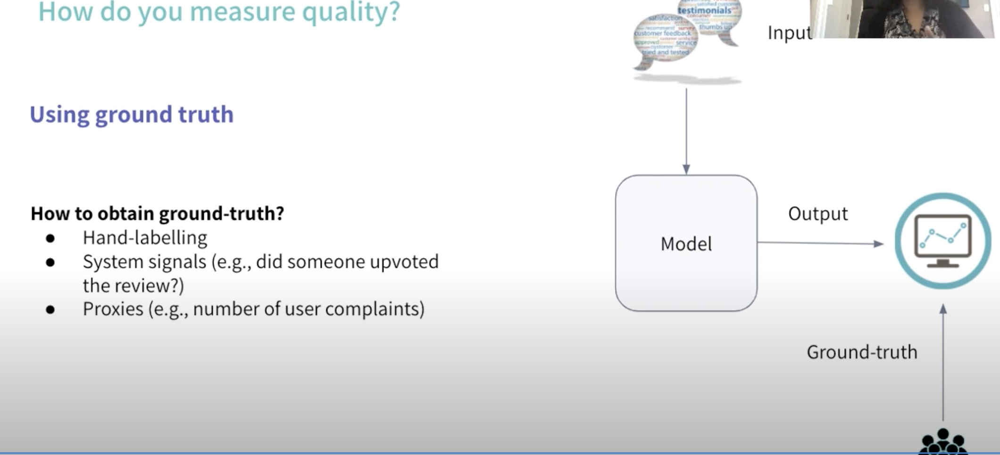 How do you measure quality?
testimonials
satisfaction
thumbs up
recommend survey
customer feedback
approved
service
customer
tried and tested
Input
Using ground truth
How to obtain ground-truth?
● Hand-labelling
● System signals (e.g., did someone upvoted
the review?)
● Proxies (e.g., number of user complaints)
Model
Output
Ground-truth